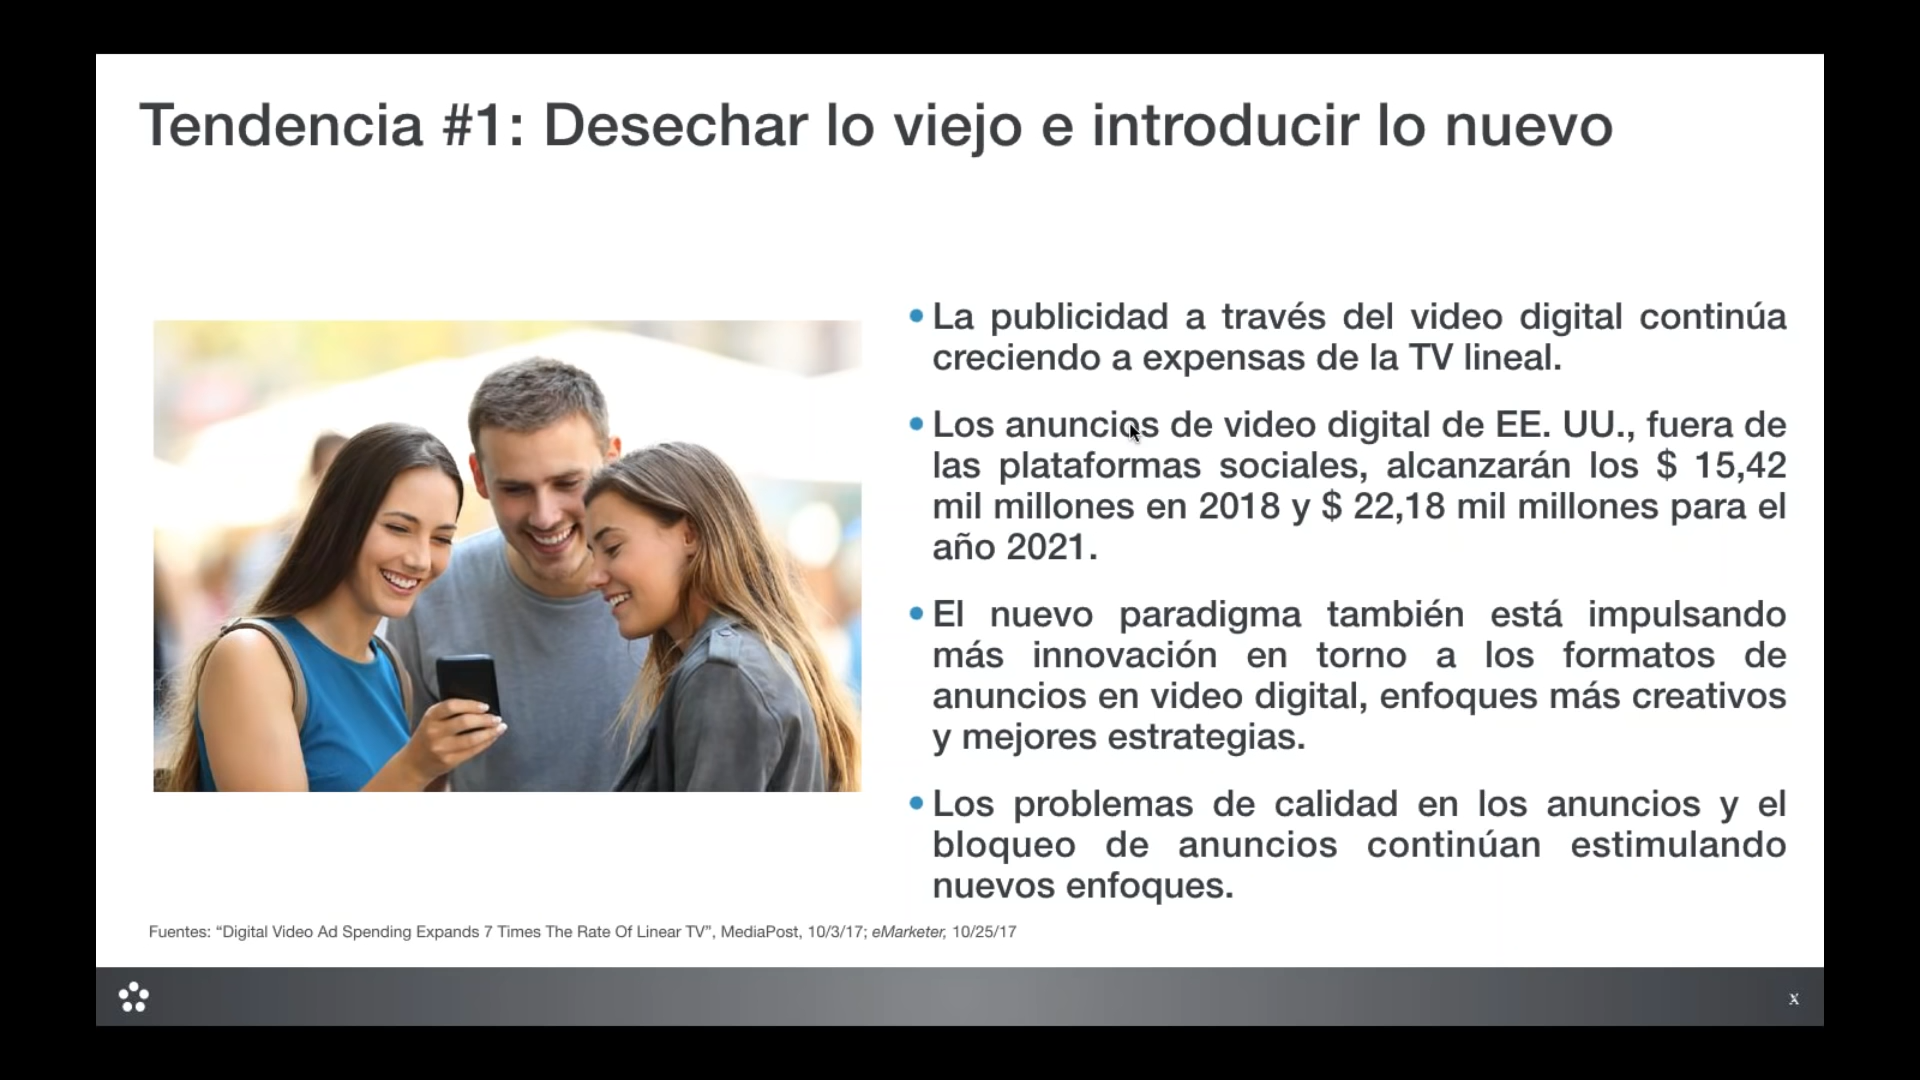 Tendencia #1: Desechar lo viejo e introducir lo nuevo
• La publicidad a través del video digital continúa
creciendo a expensas de la TV lineal.
• Los anuncios de video digital de EE. UU., fuera de
las plataformas sociales, alcanzarán los $ 15,42
mil millones en 2018 y $ 22,18 mil millones para el
año 2021.
• El nuevo paradigma también está impulsando
más innovación en torno a los formatos de
anuncios en video digital, enfoques más creativos
y mejores estrategias.
• Los problemas de calidad en los anuncios y el
bloqueo de anuncios continúan estimulando
nuevos enfoques.
Fuentes: “Digital Video Ad Spending Expands 7 Times The Rate Of Linear TV”, MediaPost, 10/3/17; eMarketer, 10/25/17
x